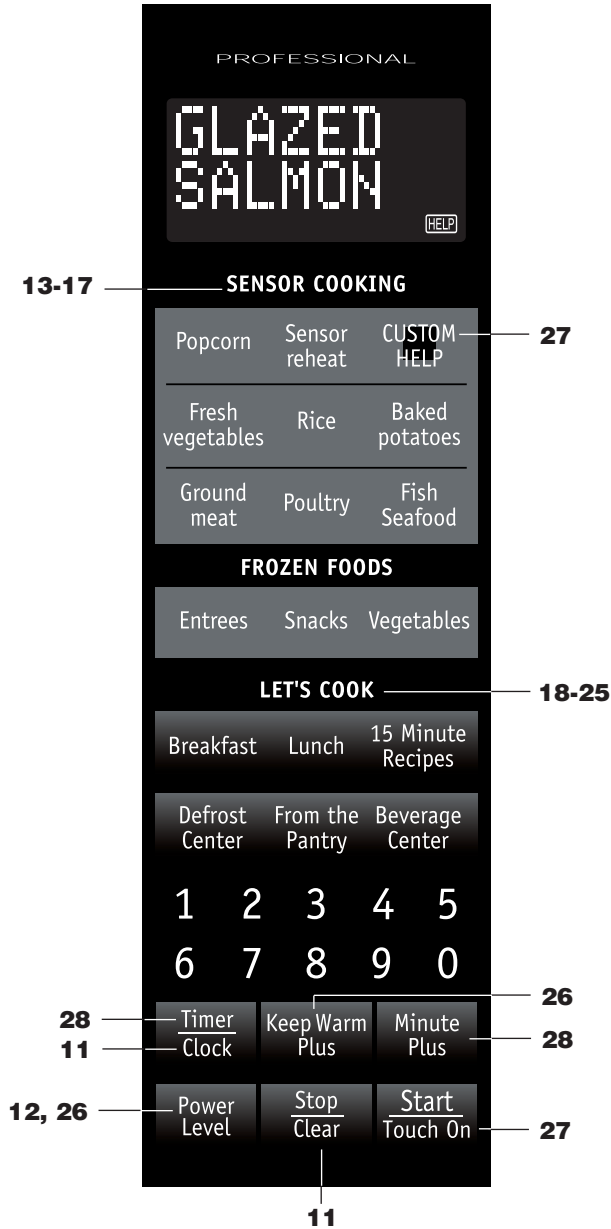 PROFESSIONAL
GLAZED
SALMON
HELP
13-17
SENSOR COOKING
Popcorn
Sensor
reheat
CUSTOM
HELP
27
Fresh
vegetables
Rice
Baked
potatoes
Ground
meat
Poultry
Fish
Seafood
FROZEN FOODS
Entrees
Snacks
Vegetables
LET'S COOK
18-25
Breakfast
Lunch
15 Minute
Recipes
Defrost
Center
From the
Pantry
Beverage
Center
1 2 3 4 5
6 7 8 9 0
28
Timer
11
Clock
26
Keep Warm
Plus
Minute
Plus
28
12, 26
Power
Level
Stop
Clear
11
Start
Touch On
27